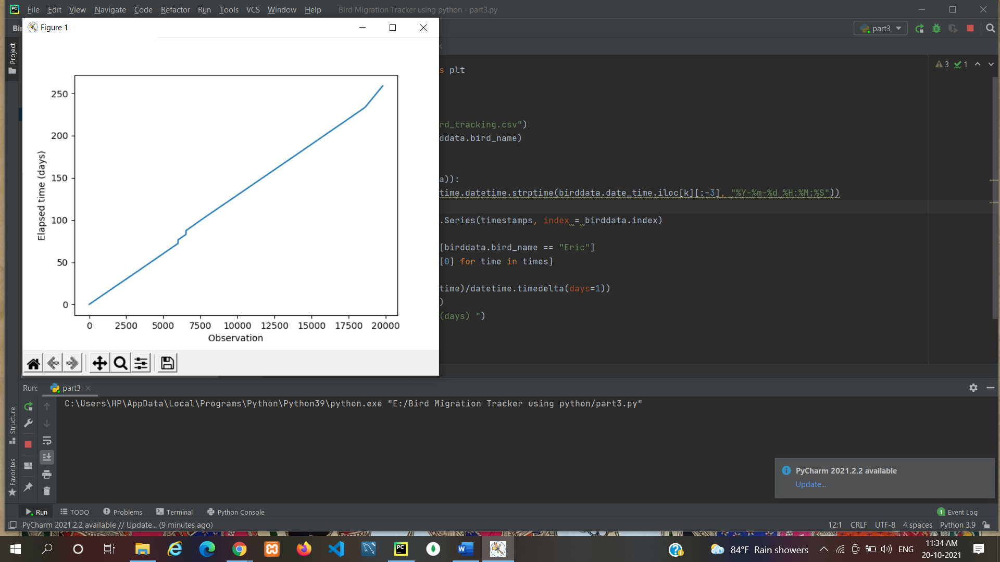 File Edit View Navigate Code Refactor Run Tools VCS Window Help Bird Migration Tracker using python - part3.py
Bir part3
Figure 1
Project
3 1
s plt
rd_tracking.csv")
ddata.bird_name)
a)):
time.datetime.strptime(birddata.date_time.iloc[k][:-3], "%Y-%m-%d %H:%M:%S"))
.Series(timestamps, index = birddata.index)
[birddata.bird_name == "Eric"]
[0] for time in times]
time)/datetime.timedelta(days=1))
)
(days) ")
250
200
150
100
50
0
Elapsed time (days)
0 2500 5000 7500 10000 12500 15000 17500 20000
Observation
Run: part3
C:\Users\HP\AppData\Local\Programs\Python\Python39\python.exe "E:/Bird Migration Tracker using python/part3.py"
Structure
Favorites
PyCharm 2021.2.2 available
Update...
Run TODO Problems Terminal Python Console 1 Event Log
PyCharm 2021.2.2 available // Update... (9 minutes ago) 12:1 CRLF UTF-8 4 spaces Python 3.9
84°F Rain showers ENG 11:34 AM
20-10-2021